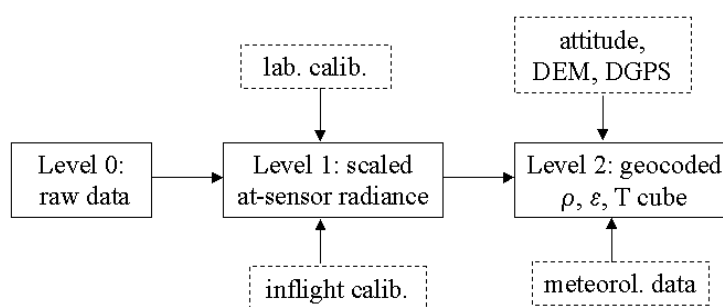 attitude,
DEM, DGPS
lab. calib.
Level 0:
raw data
Level 1: scaled
at-sensor radiance
Level 2: geocoded
ρ, ε, T cube
inflight calib.
meteorol. data